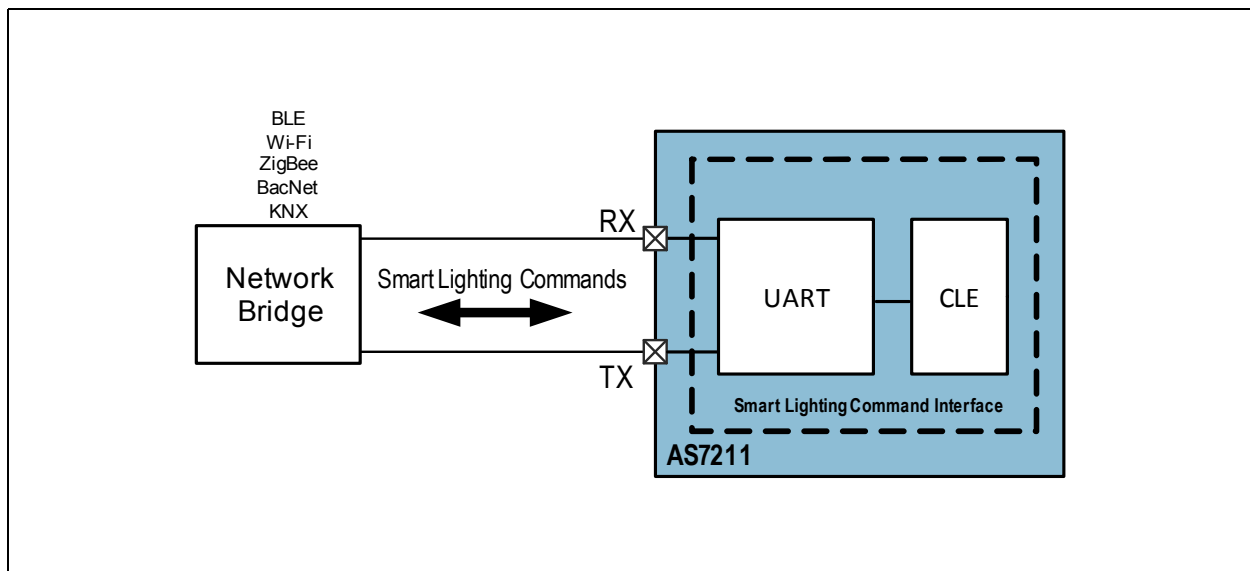 BLE
Wi-Fi
ZigBee
BacNet
KNX
Network
Bridge
RX
Smart Lighting Commands
TX
UART
CLE
Smart Lighting Command Interface
AS7211